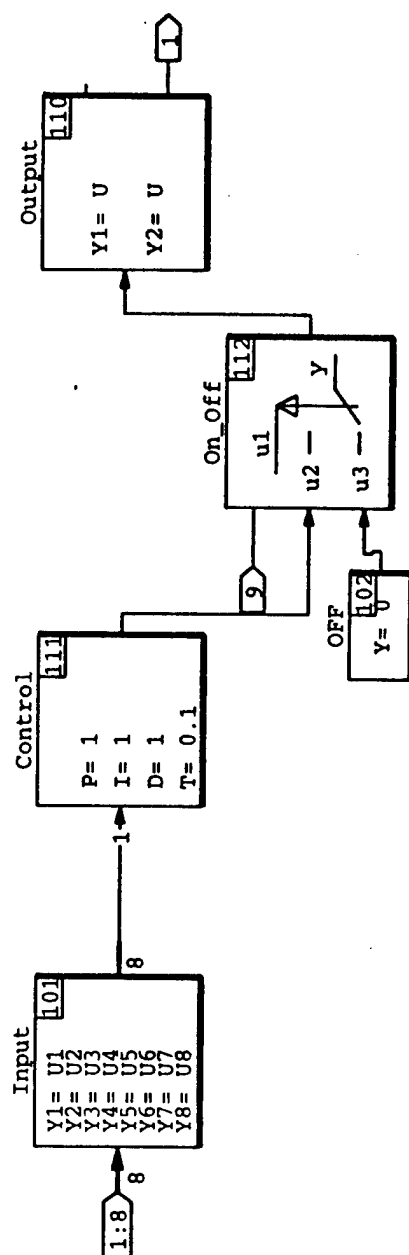 1:8
8
Input
101
Y1= U1
Y2= U2
Y3= U3
Y4= U4
Y5= U5
Y6= U6
Y7= U7
Y8= U8
8
1
Control
111
P= 1
I= 1
D= 1
T= 0.1
9
OFF
102
Y= 0
On_Off
112
u1
u2
u3
y
Output
110
Y1= U
Y2= U
1